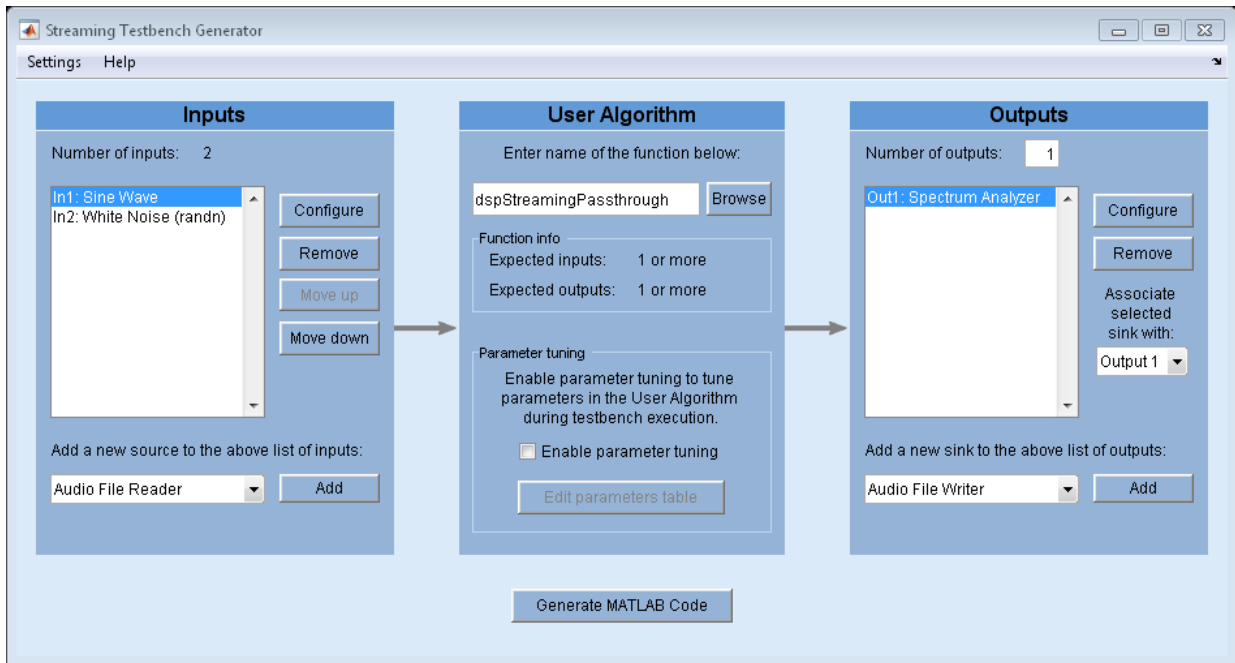 Streaming Testbench Generator
Settings Help
Inputs
Number of inputs: 2
In1: Sine Wave
In2: White Noise (randn)
Configure
Remove
Move up
Move down
Add a new source to the above list of inputs:
Audio File Reader
Add
User Algorithm
Enter name of the function below:
dspStreamingPassthrough
Browse
Function info
Expected inputs: 1 or more
Expected outputs: 1 or more
Parameter tuning
Enable parameter tuning to tune
parameters in the User Algorithm
during testbench execution.
Enable parameter tuning
Edit parameters table
Outputs
Number of outputs: 1
Out1: Spectrum Analyzer
Configure
Remove
Associate
selected
sink with:
Output 1
Add a new sink to the above list of outputs:
Audio File Writer
Add
Generate MATLAB Code